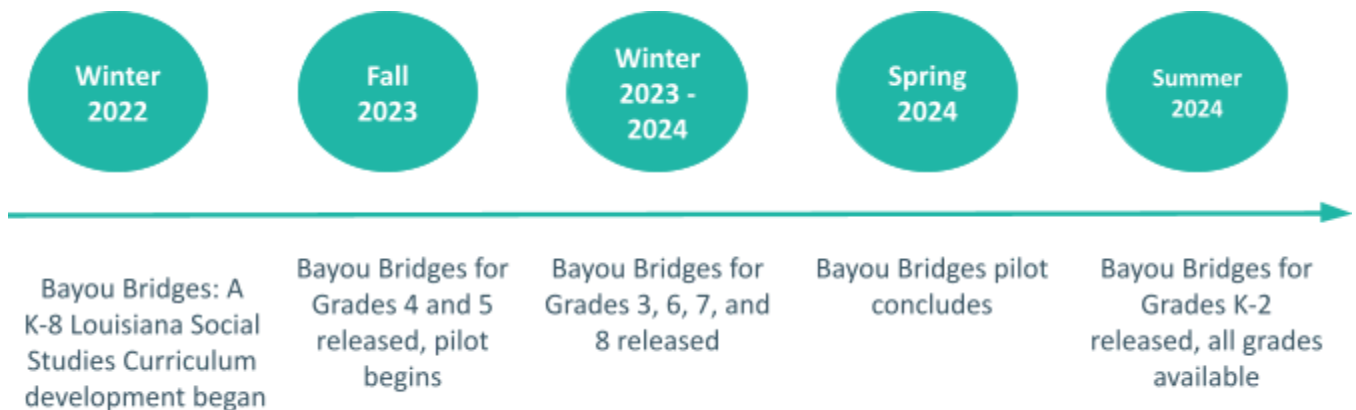 Winter
2022
Fall
2023
Winter
2023 -
2024
Spring
2024
Summer
2024
Bayou Bridges: A
K-8 Louisiana Social
Studies Curriculum
development began
Bayou Bridges for
Grades 4 and 5
released, pilot
begins
Bayou Bridges for
Grades 3, 6, 7, and
8 released
Bayou Bridges pilot
concludes
Bayou Bridges for
Grades K-2
released, all grades
available